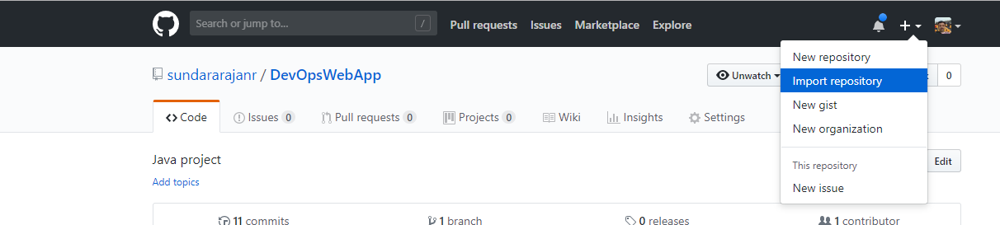 Search or jump to... / Pull requests Issues Marketplace Explore
New repository
sundararajanr / DevOpsWebApp Unwatch 0
Import repository
New gist
Code Issues 0 Pull requests 0 Projects 0 Wiki Insights Settings
New organization
Java project
This repository
Edit
Add topics
New issue
11 commits 1 branch 0 releases 1 contributor